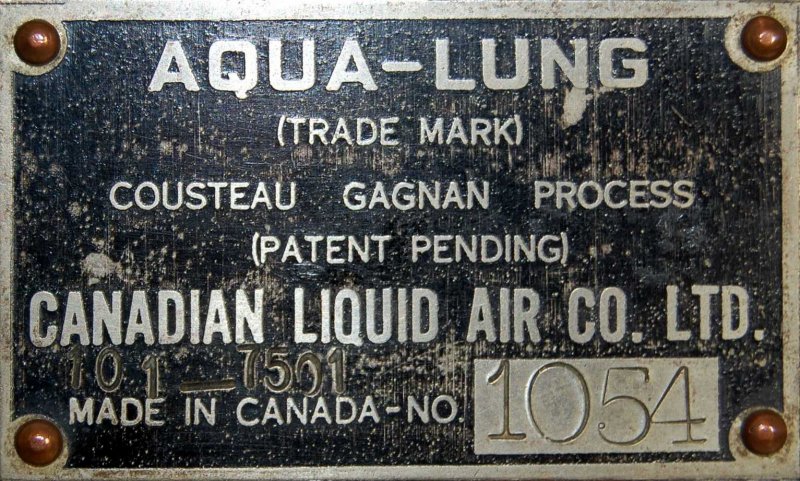 AQUA-LUNG
(TRADE MARK)
COUSTEAU GAGNAN PROCESS
(PATENT PENDING)
CANADIAN LIQUID AIR CO. LTD.
101-7501
MADE IN CANADA-NO. 1054